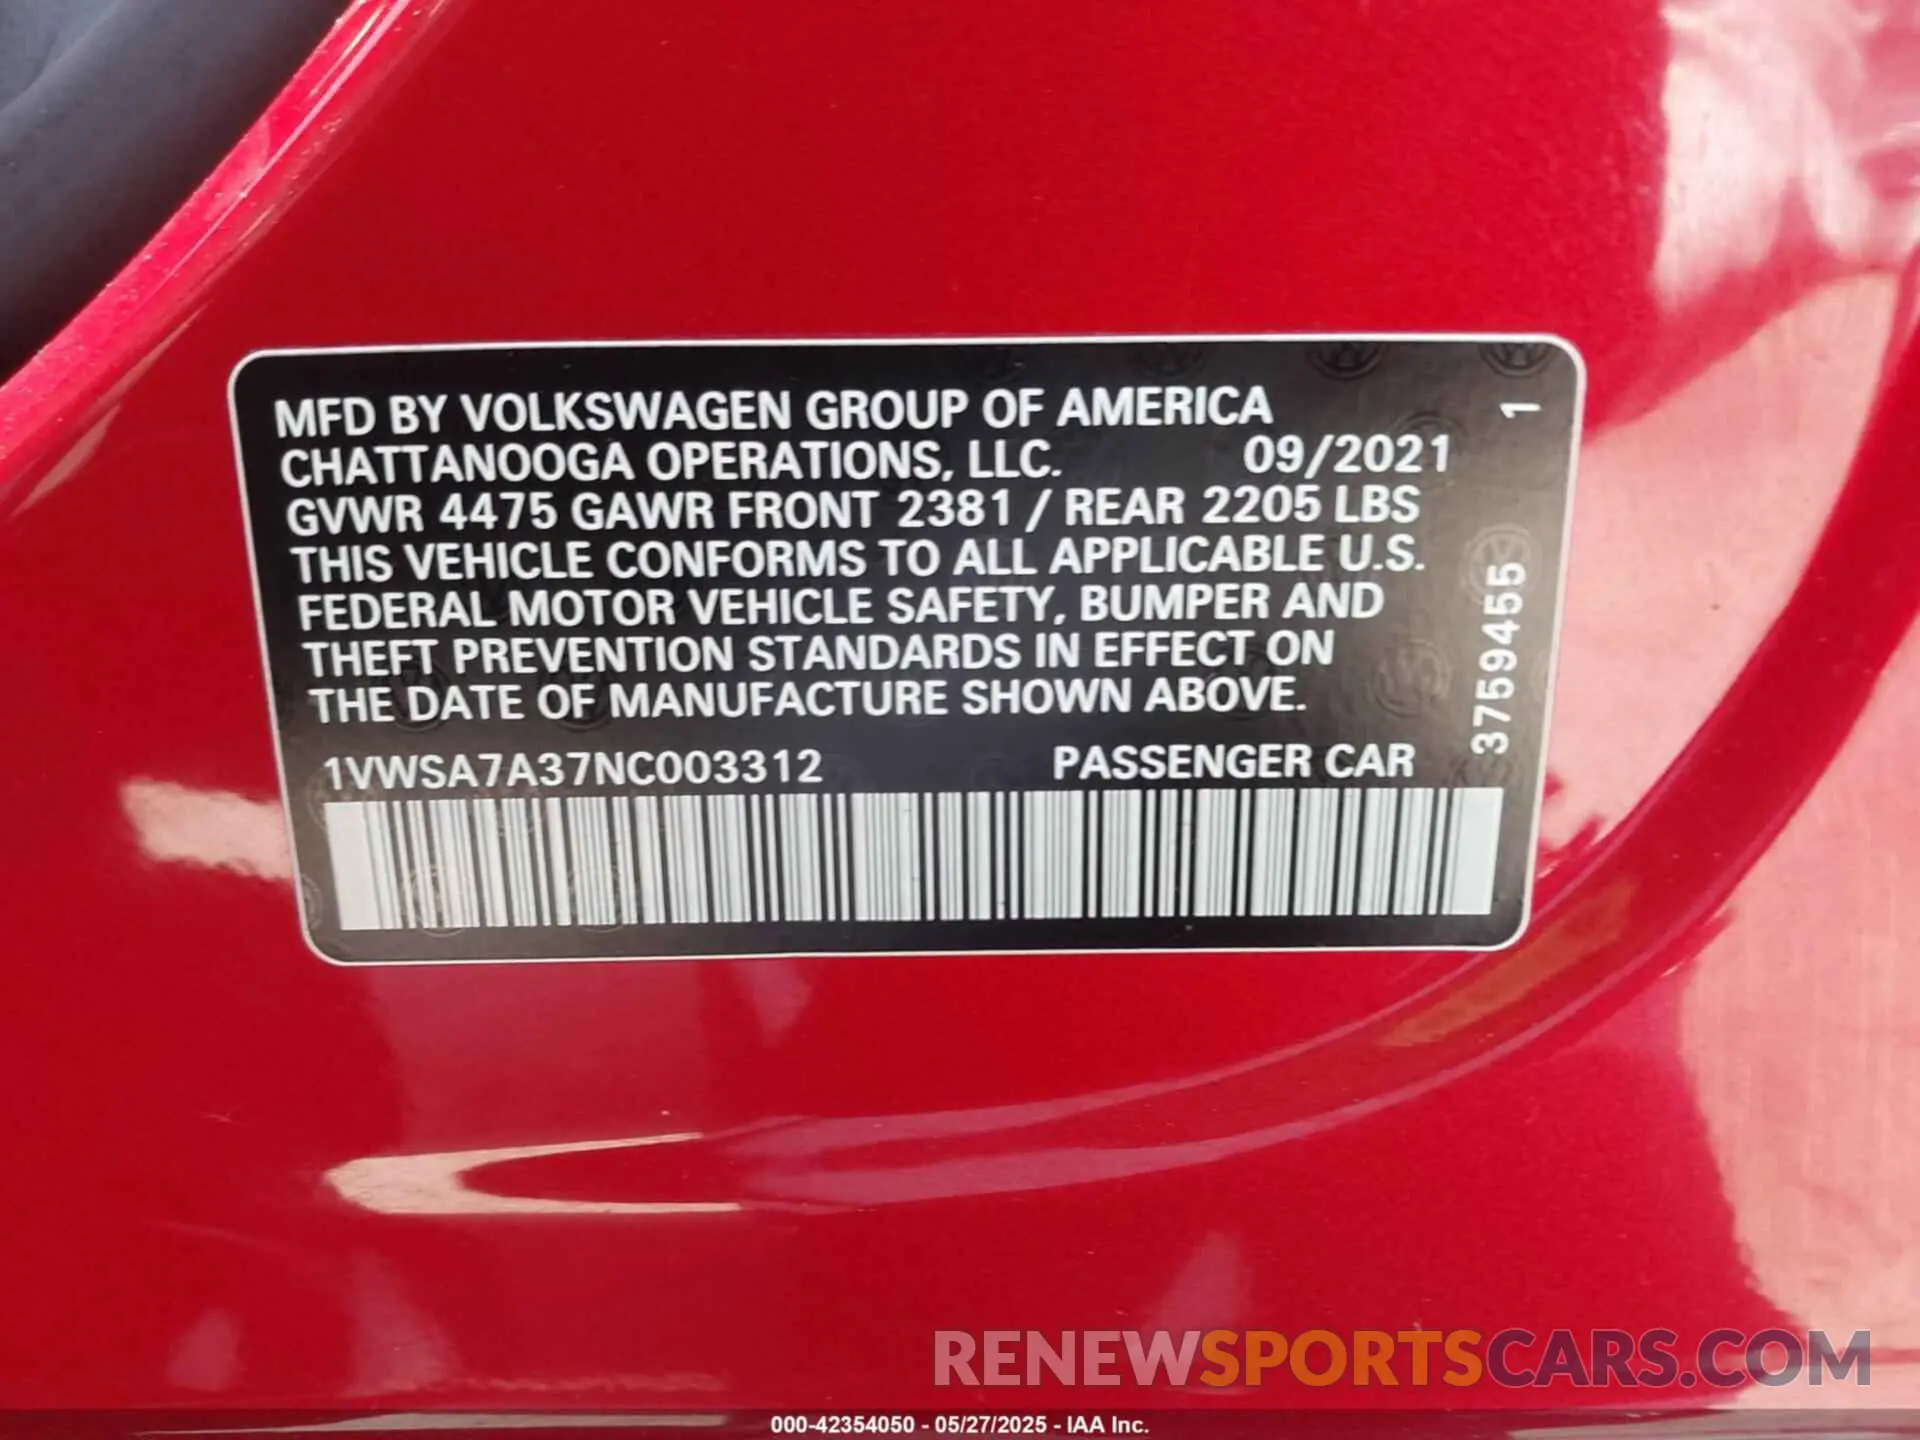 MFD BY VOLKSWAGEN GROUP OF AMERICA
CHATTANOOGA OPERATIONS, LLC. 09/2021
GVWR 4475 GAWR FRONT 2381 / REAR 2205 LBS
THIS VEHICLE CONFORMS TO ALL APPLICABLE U.S.
FEDERAL MOTOR VEHICLE SAFETY, BUMPER AND
THEFT PREVENTION STANDARDS IN EFFECT ON
THE DATE OF MANUFACTURE SHOWN ABOVE.
1VWSA7A37NC003312 PASSENGER CAR
3759455 1
RENEWSPORTSCARS.COM
000-42354050 - 05/27/2025 - IAA Inc.